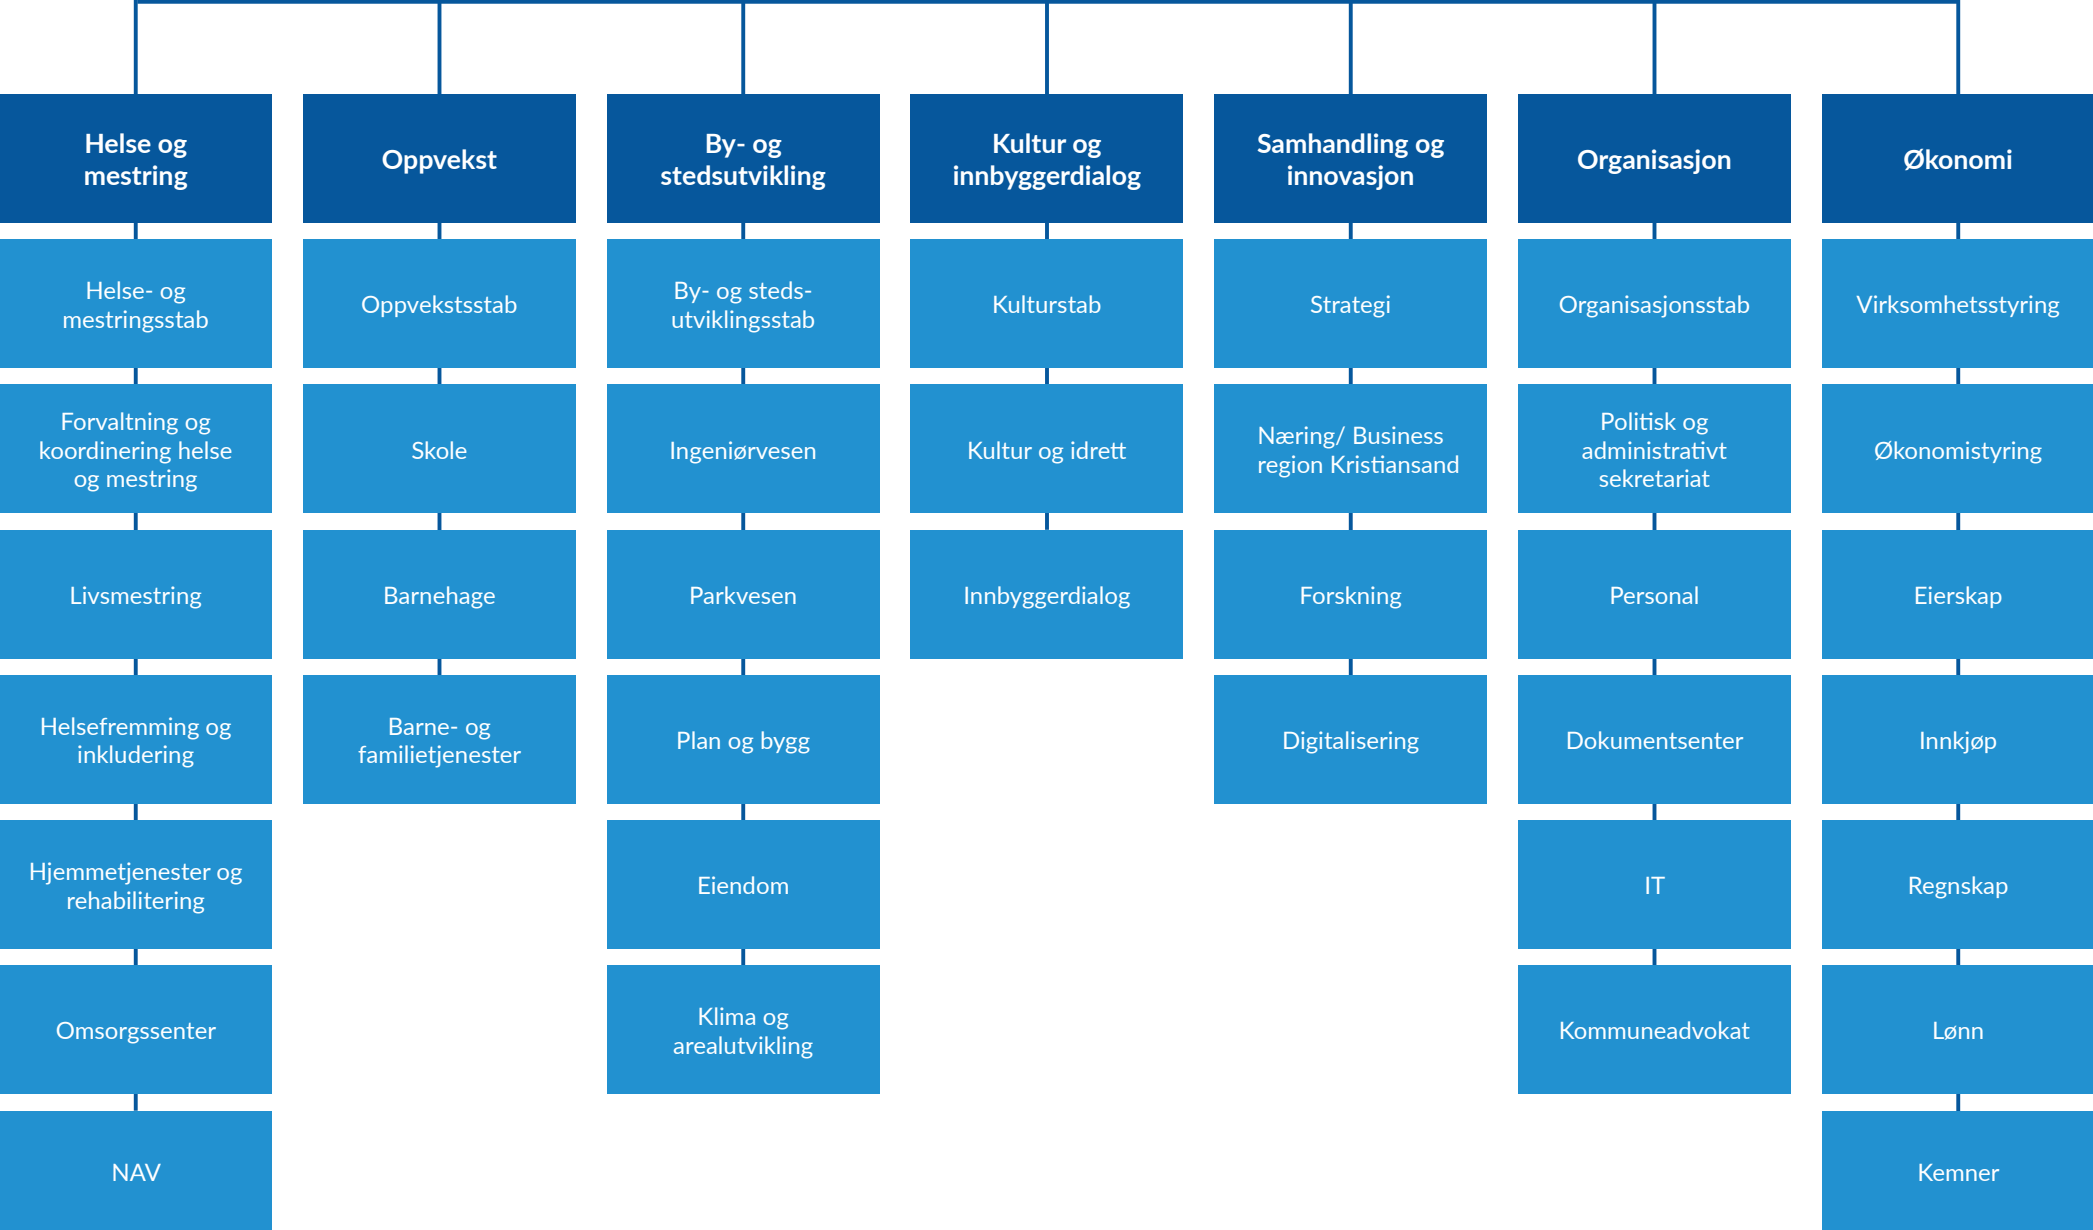 Helse og
mestring
Oppvekst
By- og
stedsutvikling
Kultur og
innbyggerdialog
Samhandling og
innovasjon
Organisasjon
Økonomi
Helse- og
mestringsstab
Forvaltning og
koordinering helse
og mestring
Livsmestring
Helsefremming og
inkludering
Hjemmetjenester og
rehabilitering
Omsorgssenter
NAV
Oppvekstsstab
Skole
Barnehage
Barne- og
familietjenester
By- og steds-
utviklingsstab
Ingeniørvesen
Parkvesen
Plan og bygg
Eiendom
Klima og
arealutvikling
Kulturstab
Kultur og idrett
Innbyggerdialog
Strategi
Næring/ Business
region Kristiansand
Forskning
Digitalisering
Organisasjonsstab
Politisk og
administrativt
sekretariat
Personal
Dokumentsenter
IT
Kommuneadvokat
Virksomhetsstyring
Økonomistyring
Eierskap
Innkjøp
Regnskap
Lønn
Kemner